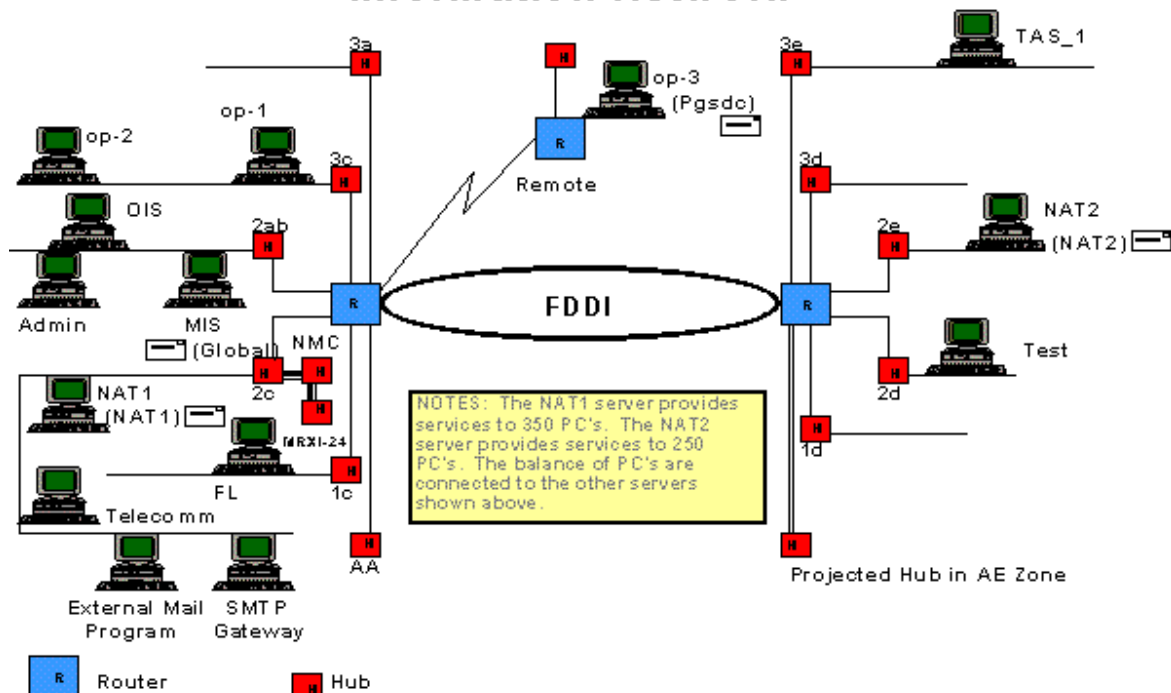 3a
3e
TAS_1
op-3
(Pgsdc)
op-1
op-2
R
H
3c
3d
Remote
OIS
2ab
2e
NAT2
(NAT2)
R
FDDI
R
Admin
MIS
(Global)
NMC
2c
NAT1
(NAT1)
Test
2d
NOTES: The NAT1 server provides
services to 350 PC's. The NAT2
server provides services to 250
PC's. The balance of PC's are
connected to the other servers
shown above.
MRXI-24
FL
1c
1d
Telecomm
AA
Projected Hub in AE Zone
External Mail
Program
SMTP
Gateway
R
Router
H
Hub